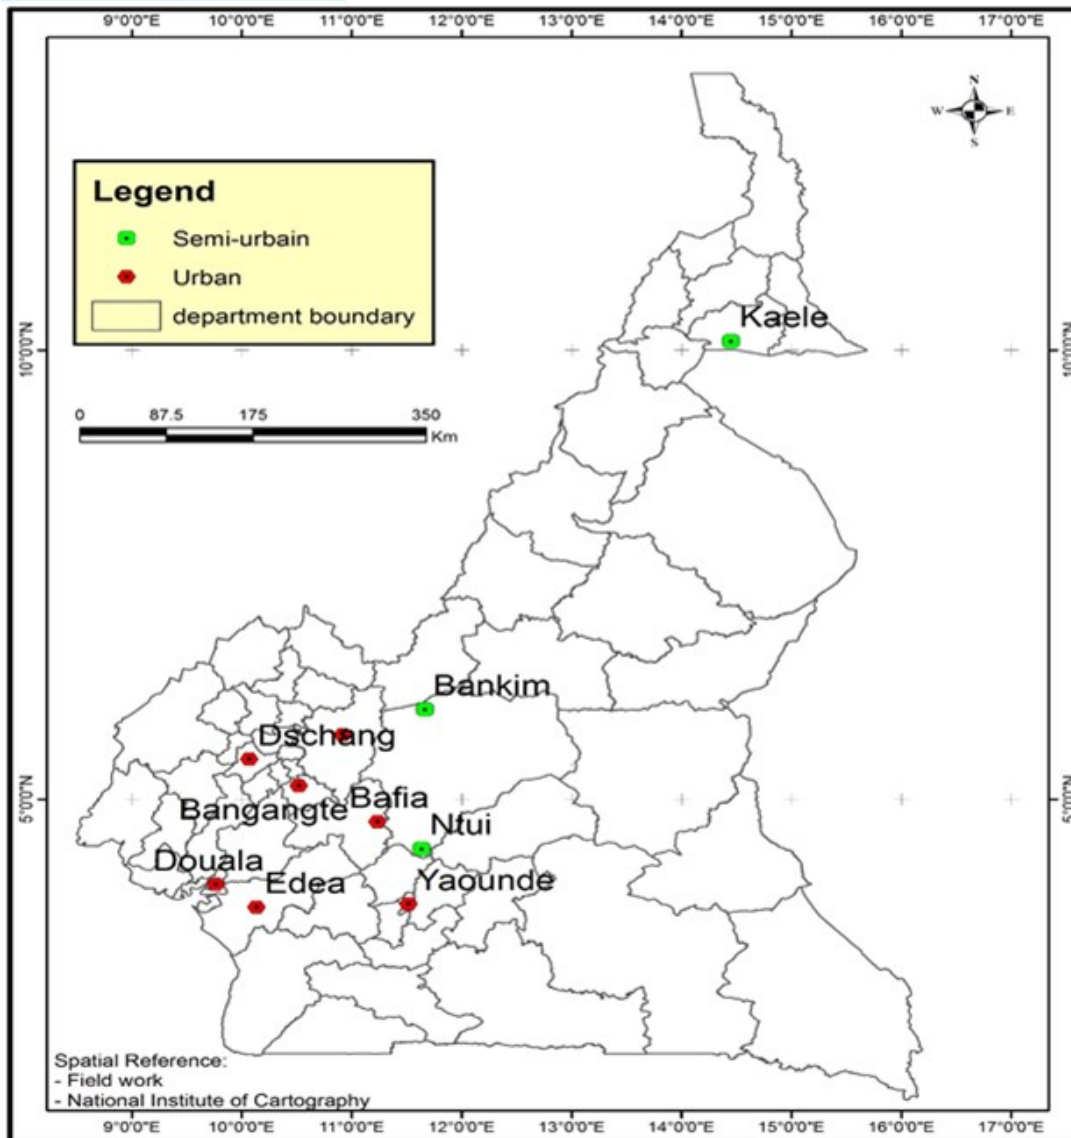 9°0'0"E 10°0'0"E 11°0'0"E 12°0'0"E 13°0'0"E 14°0'0"E 15°0'0"E 16°0'0"E 17°0'0"E
N
W E
S
Legend
Semi-urbain
Urban
department boundary
Kaele
10°0'0"N 10°0'0"N
0 87.5 175 350
Km
Bankim
Dschang
Bangangte Bafia
5°0'0"N 5°0'0"N
Ntui
Douala
Edea Yaounde
Spatial Reference:
- Field work
- National Institute of Cartography
9°0'0"E 10°0'0"E 11°0'0"E 12°0'0"E 13°0'0"E 14°0'0"E 15°0'0"E 16°0'0"E 17°0'0"E